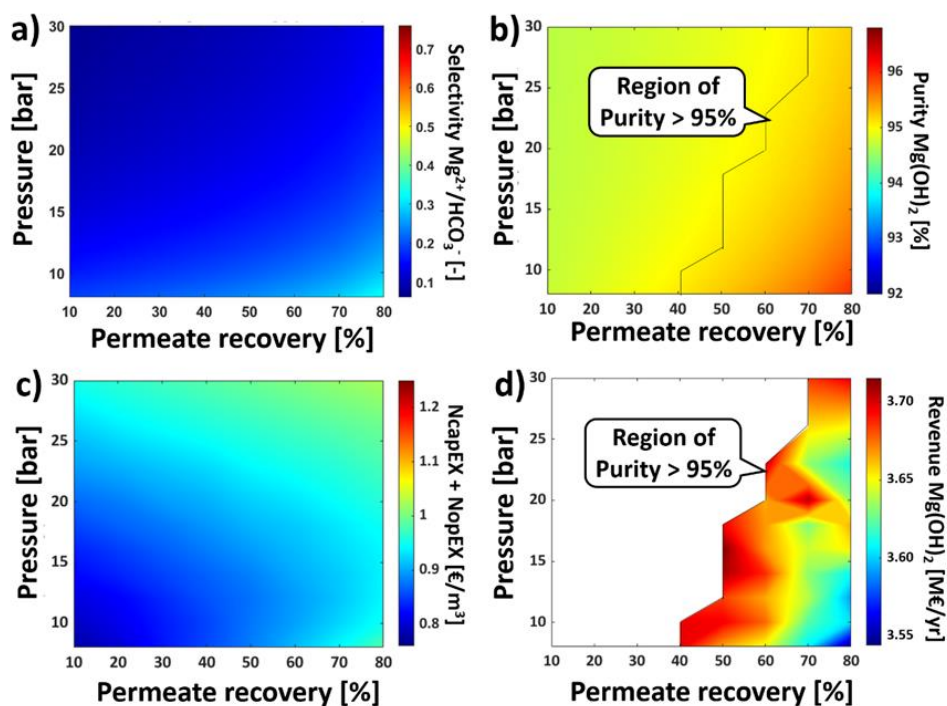 a)
30
25
20
15
10
Pressure [bar]
10 20 30 40 50 60 70 80
Permeate recovery [%]
0.7
0.6
0.5
0.4
0.3
0.2
0.1
Selectivity Mg²⁺/HCO₃⁻ [-]
b)
30
25
20
15
10
Pressure [bar]
Region of
Purity > 95%
10 20 30 40 50 60 70 80
Permeate recovery [%]
96
95
94
93
92
Purity Mg(OH)₂ [%]
c)
30
25
20
15
10
Pressure [bar]
10 20 30 40 50 60 70 80
Permeate recovery [%]
1.2
1.1
1
0.9
0.8
NcapEX + NopEX [€/m³]
d)
30
25
20
15
10
Pressure [bar]
Region of
Purity > 95%
10 20 30 40 50 60 70 80
Permeate recovery [%]
3.70
3.65
3.60
3.55
Revenue Mg(OH)₂ [M€/yr]